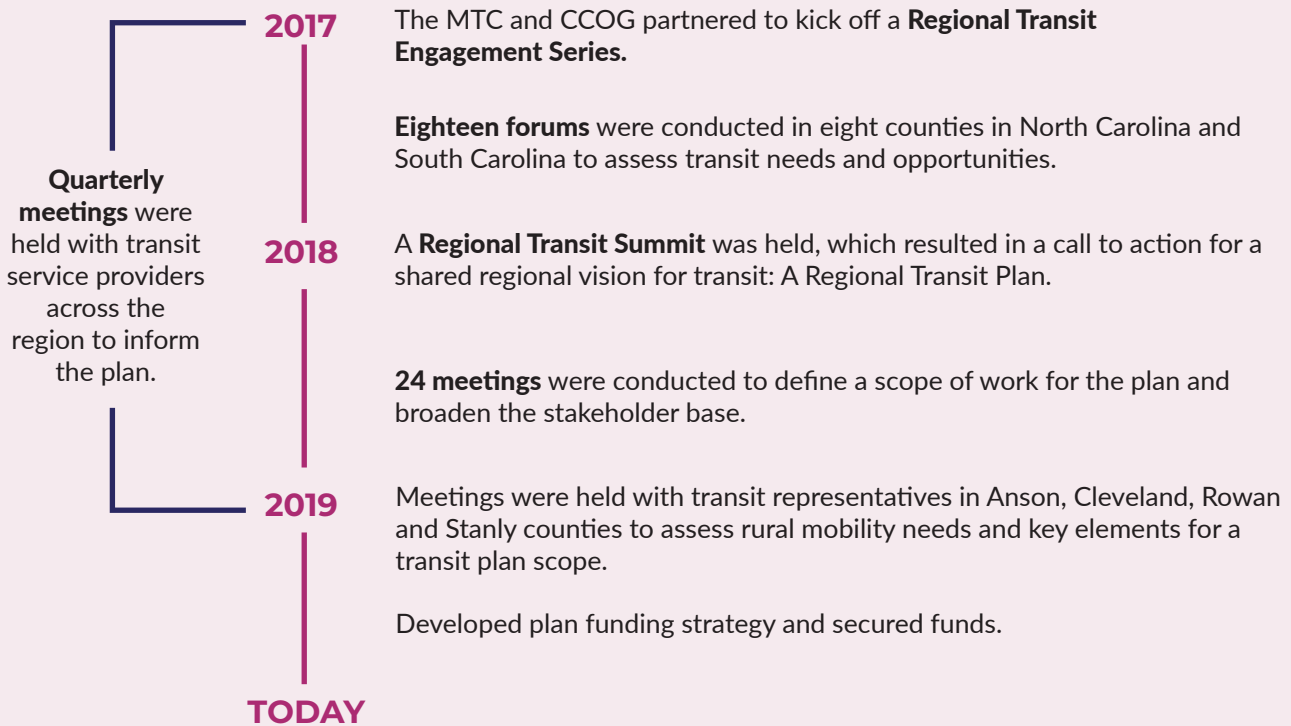 2017
The MTC and CCOG partnered to kick off a Regional Transit
Engagement Series.
Eighteen forums were conducted in eight counties in North Carolina and
South Carolina to assess transit needs and opportunities.
Quarterly
meetings were
held with transit
service providers
across the
region to inform
the plan.
2018
A Regional Transit Summit was held, which resulted in a call to action for a
shared regional vision for transit: A Regional Transit Plan.
24 meetings were conducted to define a scope of work for the plan and
broaden the stakeholder base.
2019
Meetings were held with transit representatives in Anson, Cleveland, Rowan
and Stanly counties to assess rural mobility needs and key elements for a
transit plan scope.
Developed plan funding strategy and secured funds.
TODAY